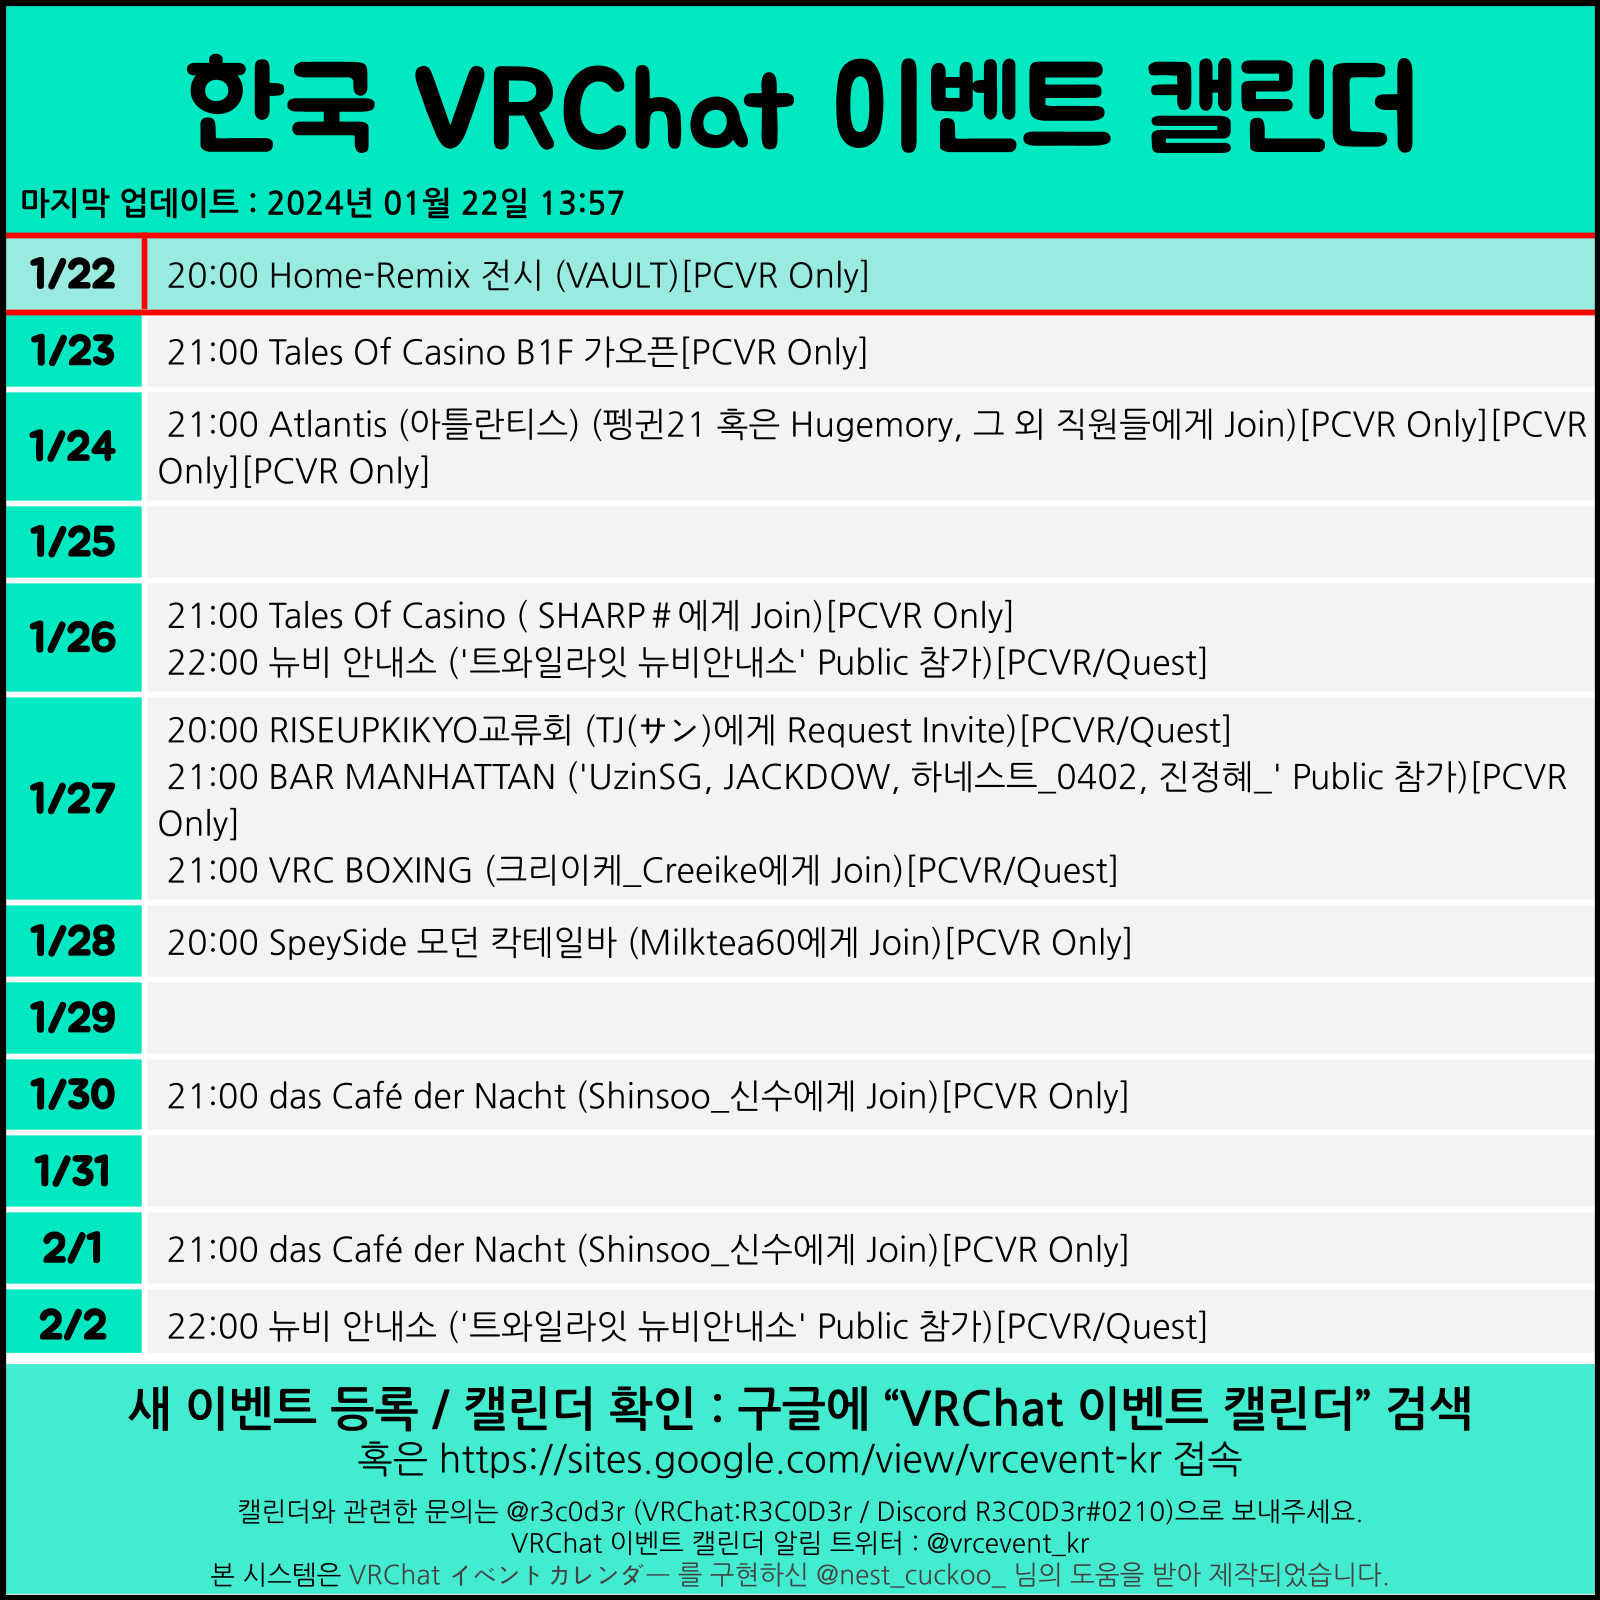 한국 VRChat 이벤트 캘린더
마지막 업데이트 : 2024년 01월 22일 13:57
1/22 20:00 Home-Remix 전시 (VAULT)[PCVR Only]
1/23 21:00 Tales Of Casino B1F 가오픈[PCVR Only]
1/24 21:00 Atlantis (아틀란티스) (펭귄21 혹은 Hugemory, 그 외 직원들에게 Join)[PCVR Only][PCVR
Only][PCVR Only]
1/25
1/26 21:00 Tales Of Casino ( SHARP＃에게 Join)[PCVR Only]
22:00 뉴비 안내소 ('트와일라잇 뉴비안내소' Public 참가)[PCVR/Quest]
1/27 20:00 RISEUPKIKYO교류회 (TJ(サン)에게 Request Invite)[PCVR/Quest]
21:00 BAR MANHATTAN ('UzinSG, JACKDOW, 하네스트_0402, 진정혜_' Public 참가)[PCVR
Only]
21:00 VRC BOXING (크리이케_Creeike에게 Join)[PCVR/Quest]
1/28 20:00 SpeySide 모던 칵테일바 (Milktea60에게 Join)[PCVR Only]
1/29
1/30 21:00 das Café der Nacht (Shinsoo_신수에게 Join)[PCVR Only]
1/31
2/1 21:00 das Café der Nacht (Shinsoo_신수에게 Join)[PCVR Only]
2/2 22:00 뉴비 안내소 ('트와일라잇 뉴비안내소' Public 참가)[PCVR/Quest]
새 이벤트 등록 / 캘린더 확인 : 구글에 “VRChat 이벤트 캘린더” 검색
혹은 https://sites.google.com/view/vrcevent-kr 접속
캘린더와 관련한 문의는 @r3c0d3r (VRChat:R3C0D3r / Discord R3C0D3r#0210)으로 보내주세요.
VRChat 이벤트 캘린더 알림 트위터 : @vrcevent_kr
본 시스템은 VRChat イベントカレンダー 를 구현하신 @nest_cuckoo_ 님의 도움을 받아 제작되었습니다.